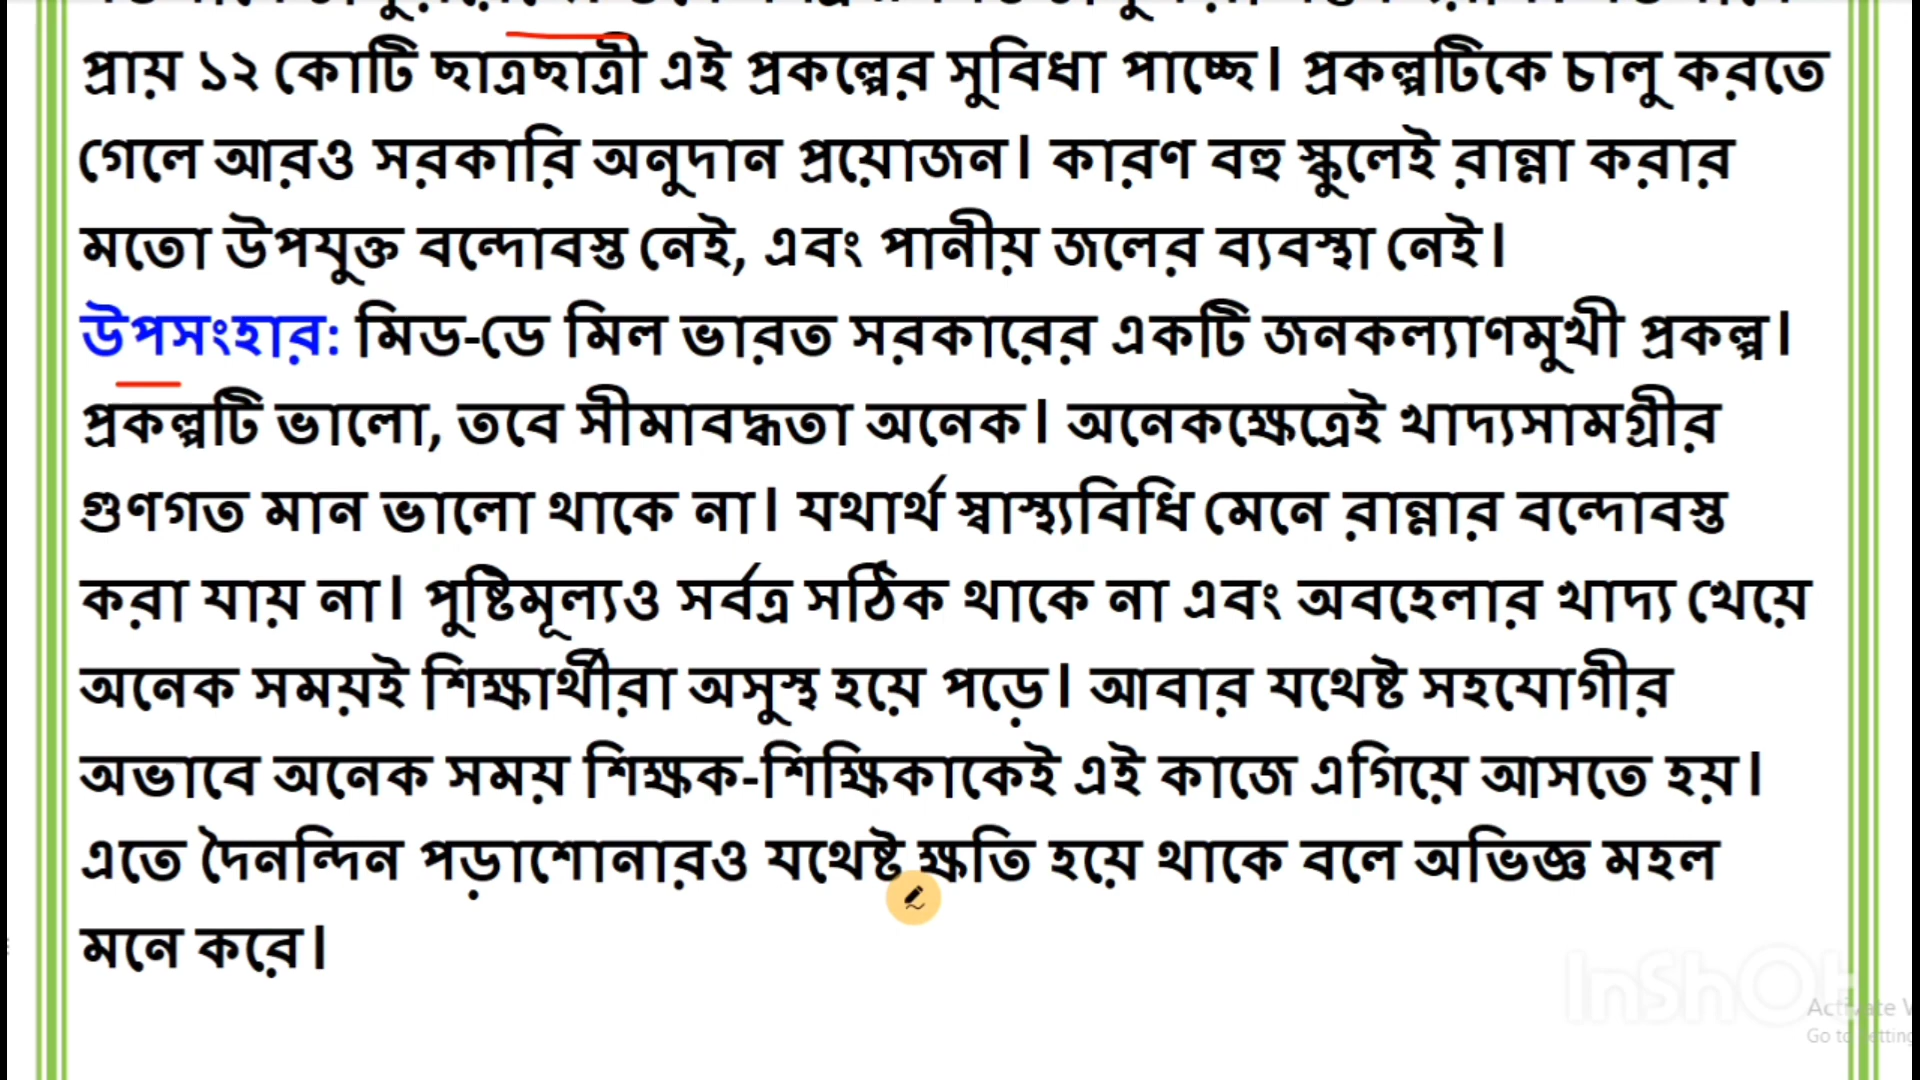 প্রায় ১২ কোটি ছাত্রছাত্রী এই প্রকল্পের সুবিধা পাচ্ছে। প্রকল্পটিকে চালু করতে
গেলে আরও সরকারি অনুদান প্রয়োজন। কারণ বহু স্কুলেই রান্না করার
মতো উপযুক্ত বন্দোবস্ত নেই, এবং পানীয় জলের ব্যবস্থা নেই।
উপসংহার: মিড-ডে মিল ভারত সরকারের একটি জনকল্যাণমুখী প্রকল্প।
প্রকল্পটি ভালো, তবে সীমাবদ্ধতা অনেক। অনেকক্ষেত্রেই খাদ্যসামগ্রীর
গুণগত মান ভালো থাকে না। যথার্থ স্বাস্থ্যবিধি মেনে রান্নার বন্দোবস্ত
করা যায় না। পুষ্টিমূল্যও সর্বত্র সঠিক থাকে না এবং অবহেলার খাদ্য খেয়ে
অনেক সময়ই শিক্ষার্থীরা অসুস্থ হয়ে পড়ে। আবার যথেষ্ট সহযোগীর
অভাবে অনেক সময় শিক্ষক-শিক্ষিকাকেই এই কাজে এগিয়ে আসতে হয়।
এতে দৈনন্দিন পড়াশোনারও যথেষ্ট ক্ষতি হয়ে থাকে বলে অভিজ্ঞ মহল
মনে করে।
InShOt
Activate
Go to